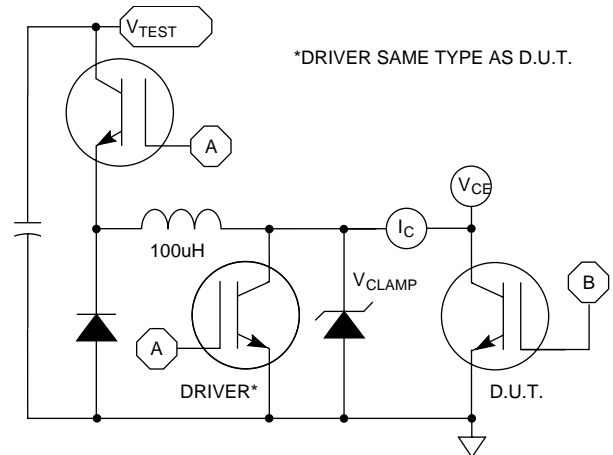 VTEST
*DRIVER SAME TYPE AS D.U.T.
A
VCE
IC
100uH
VCLAMP
B
A
DRIVER*
D.U.T.